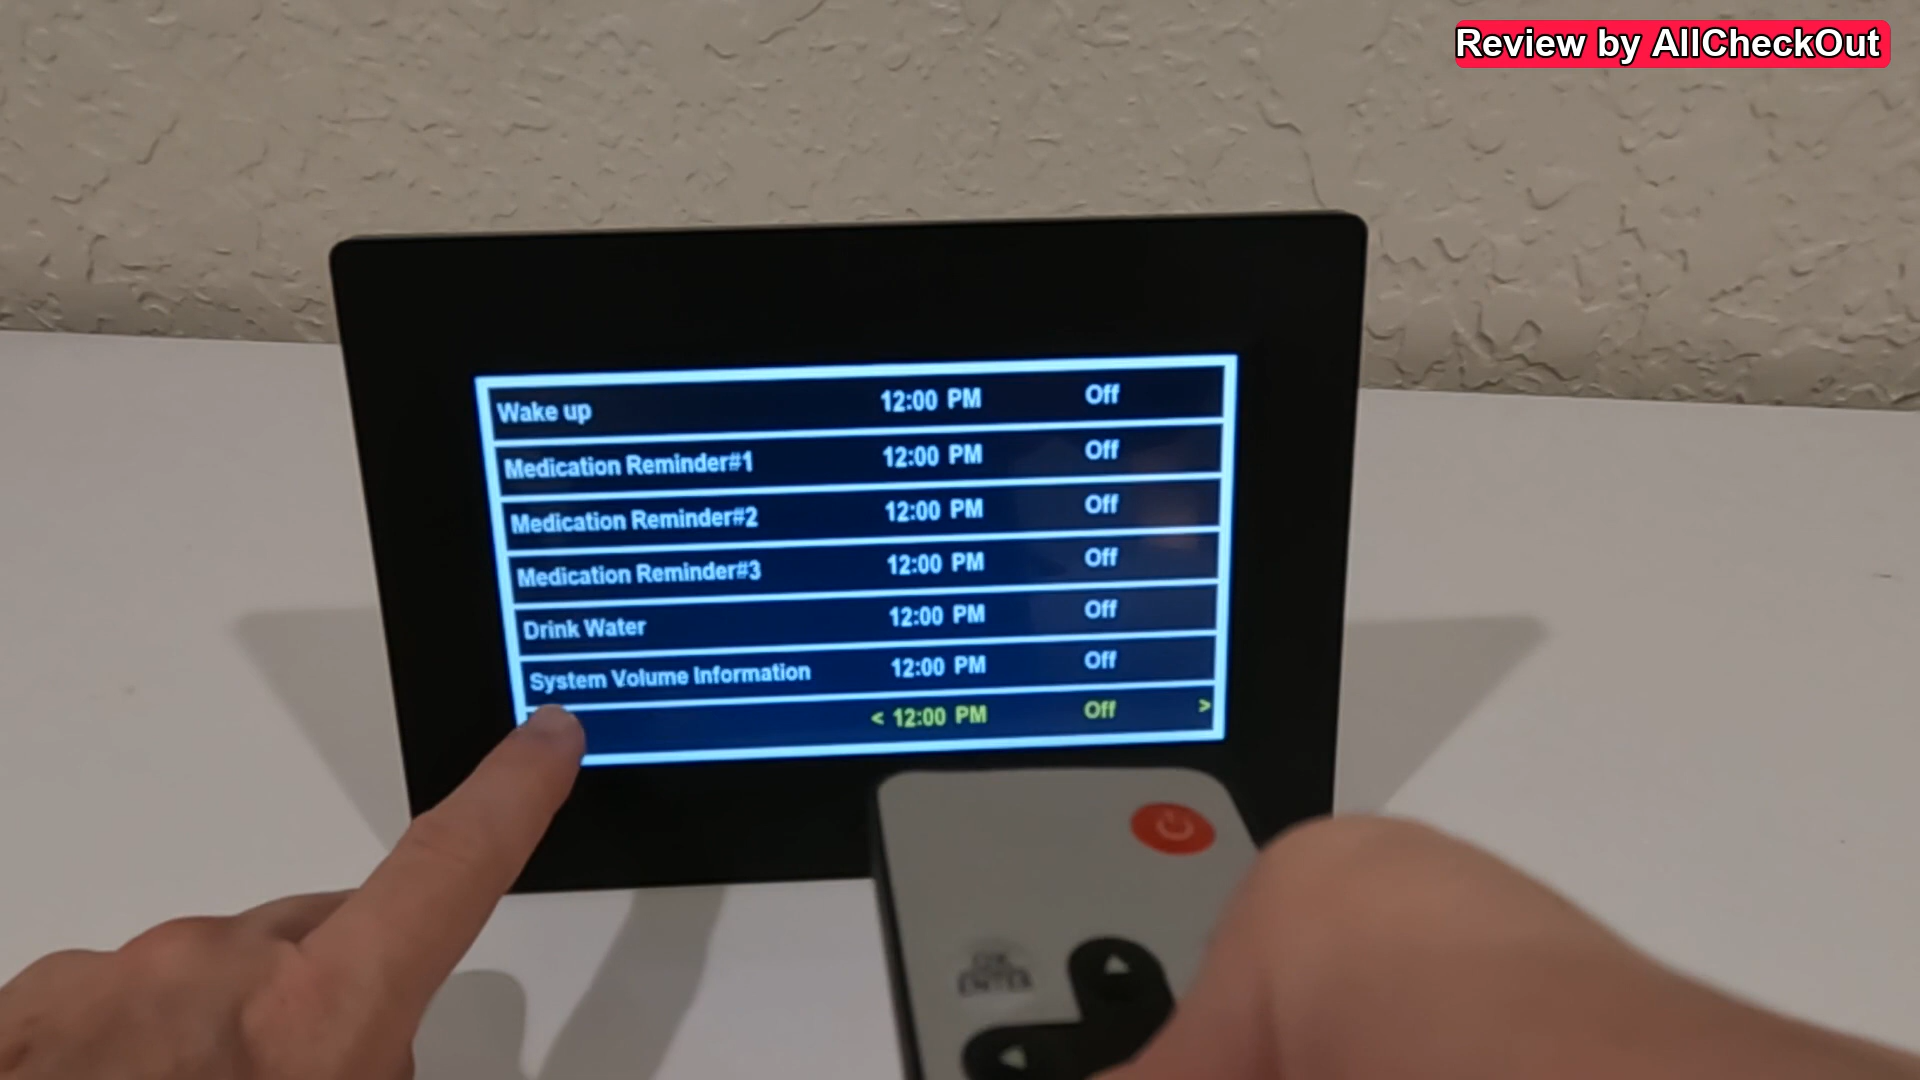 Review by AllCheckOut
Wake up 12:00 PM Off
Medication Reminder#1 12:00 PM Off
Medication Reminder#2 12:00 PM Off
Medication Reminder#3 12:00 PM Off
Drink Water 12:00 PM Off
System Volume Information 12:00 PM Off
< 12:00 PM Off >
ENTER